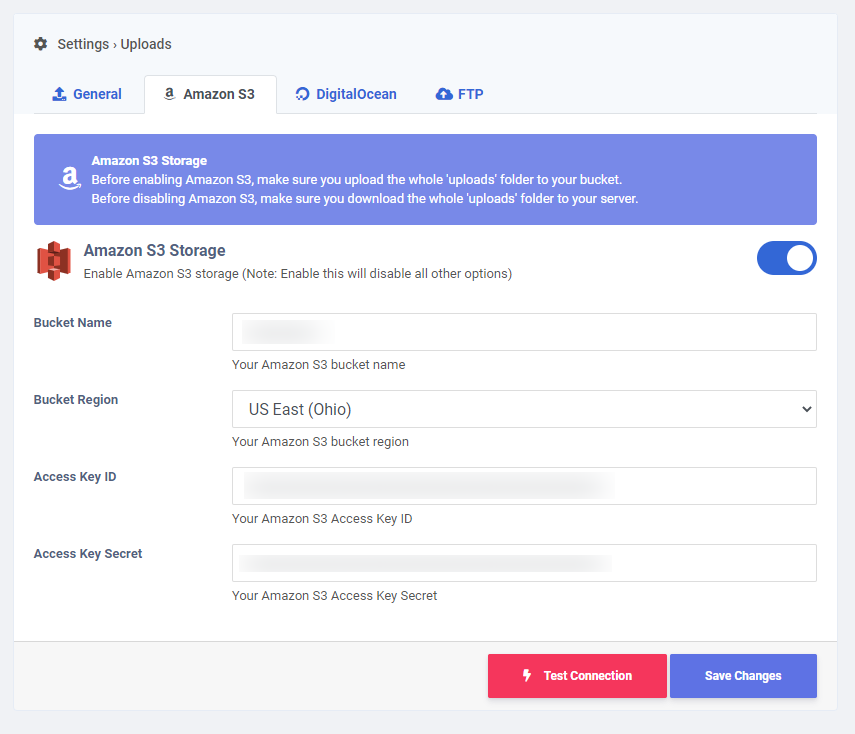 Settings › Uploads
General
Amazon S3
DigitalOcean
FTP
Amazon S3 Storage
Before enabling Amazon S3, make sure you upload the whole 'uploads' folder to your bucket.
Before disabling Amazon S3, make sure you download the whole 'uploads' folder to your server.
Amazon S3 Storage
Enable Amazon S3 storage (Note: Enable this will disable all other options)
Bucket Name
Your Amazon S3 bucket name
Bucket Region
US East (Ohio)
Your Amazon S3 bucket region
Access Key ID
Your Amazon S3 Access Key ID
Access Key Secret
Your Amazon S3 Access Key Secret
Test Connection
Save Changes